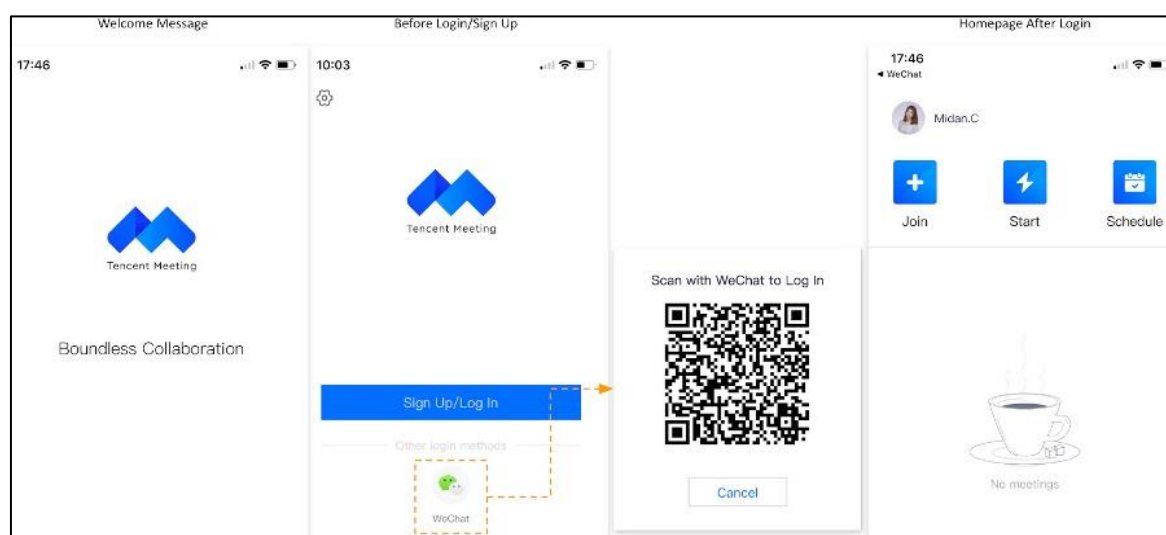 Welcome Message
Before Login/Sign Up
Homepage After Login
17:46
Tencent Meeting
Boundless Collaboration
10:03
Tencent Meeting
Sign Up/Log In
Other login methods
WeChat
Scan with WeChat to Log In
Cancel
17:46
◀ WeChat
Midan.C
Join
Start
Schedule
No meetings